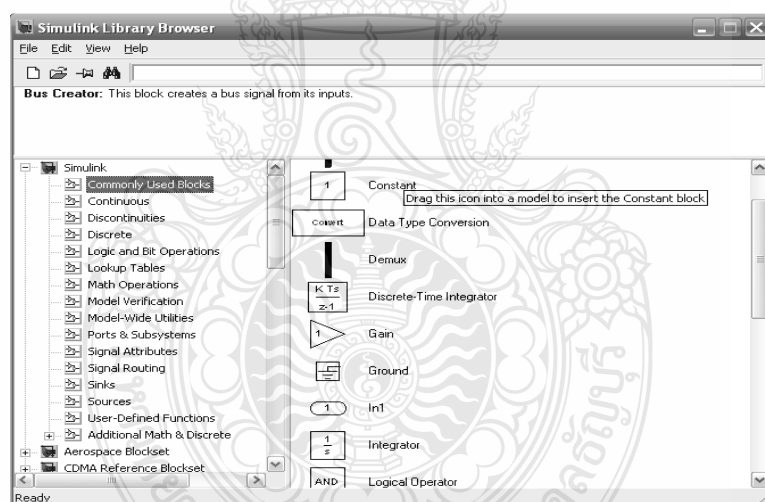 Simulink Library Browser
File Edit View Help
Bus Creator: This block creates a bus signal from its inputs.
Simulink
Commonly Used Blocks
Continuous
Discontinuities
Discrete
Logic and Bit Operations
Lookup Tables
Math Operations
Model Verification
Model-Wide Utilities
Ports & Subsystems
Signal Attributes
Signal Routing
Sinks
Sources
User-Defined Functions
Additional Math & Discrete
Aerospace Blockset
CDMA Reference Blockset
1 Constant
Drag this icon into a model to insert the Constant block
Convert Data Type Conversion
Demux
K Ts
z-1
Discrete-Time Integrator
1 Gain
Ground
1 In1
1
s
Integrator
AND Logical Operator
Ready